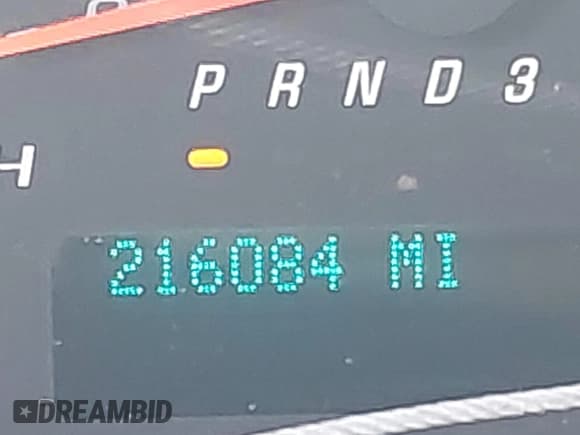 P R N D 3
H
216084 MI
DREAMBID